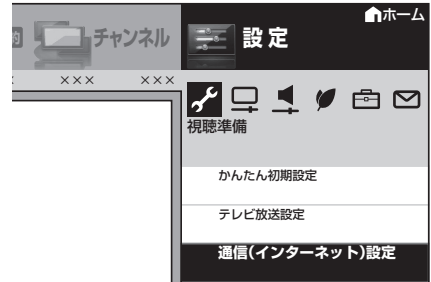 ホーム
チャンネル
設定
××× ×××
視聴準備
かんたん初期設定
テレビ放送設定
通信(インターネット)設定